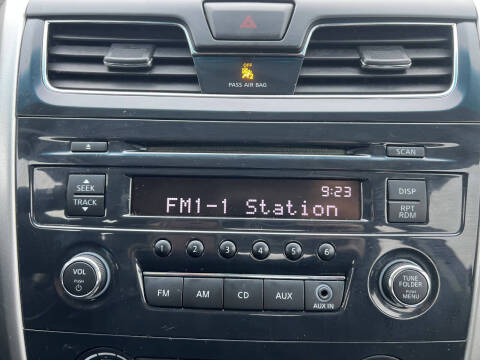 OFF
PASS AIR BAG
SCAN
SEEK
TRACK
9:23
FM1-1 Station
DISP
RPT
RDM
1 2 3 4 5 6
VOL
PUSH
FM AM CD AUX
AUX IN
TUNE
FOLDER
PUSH
MENU